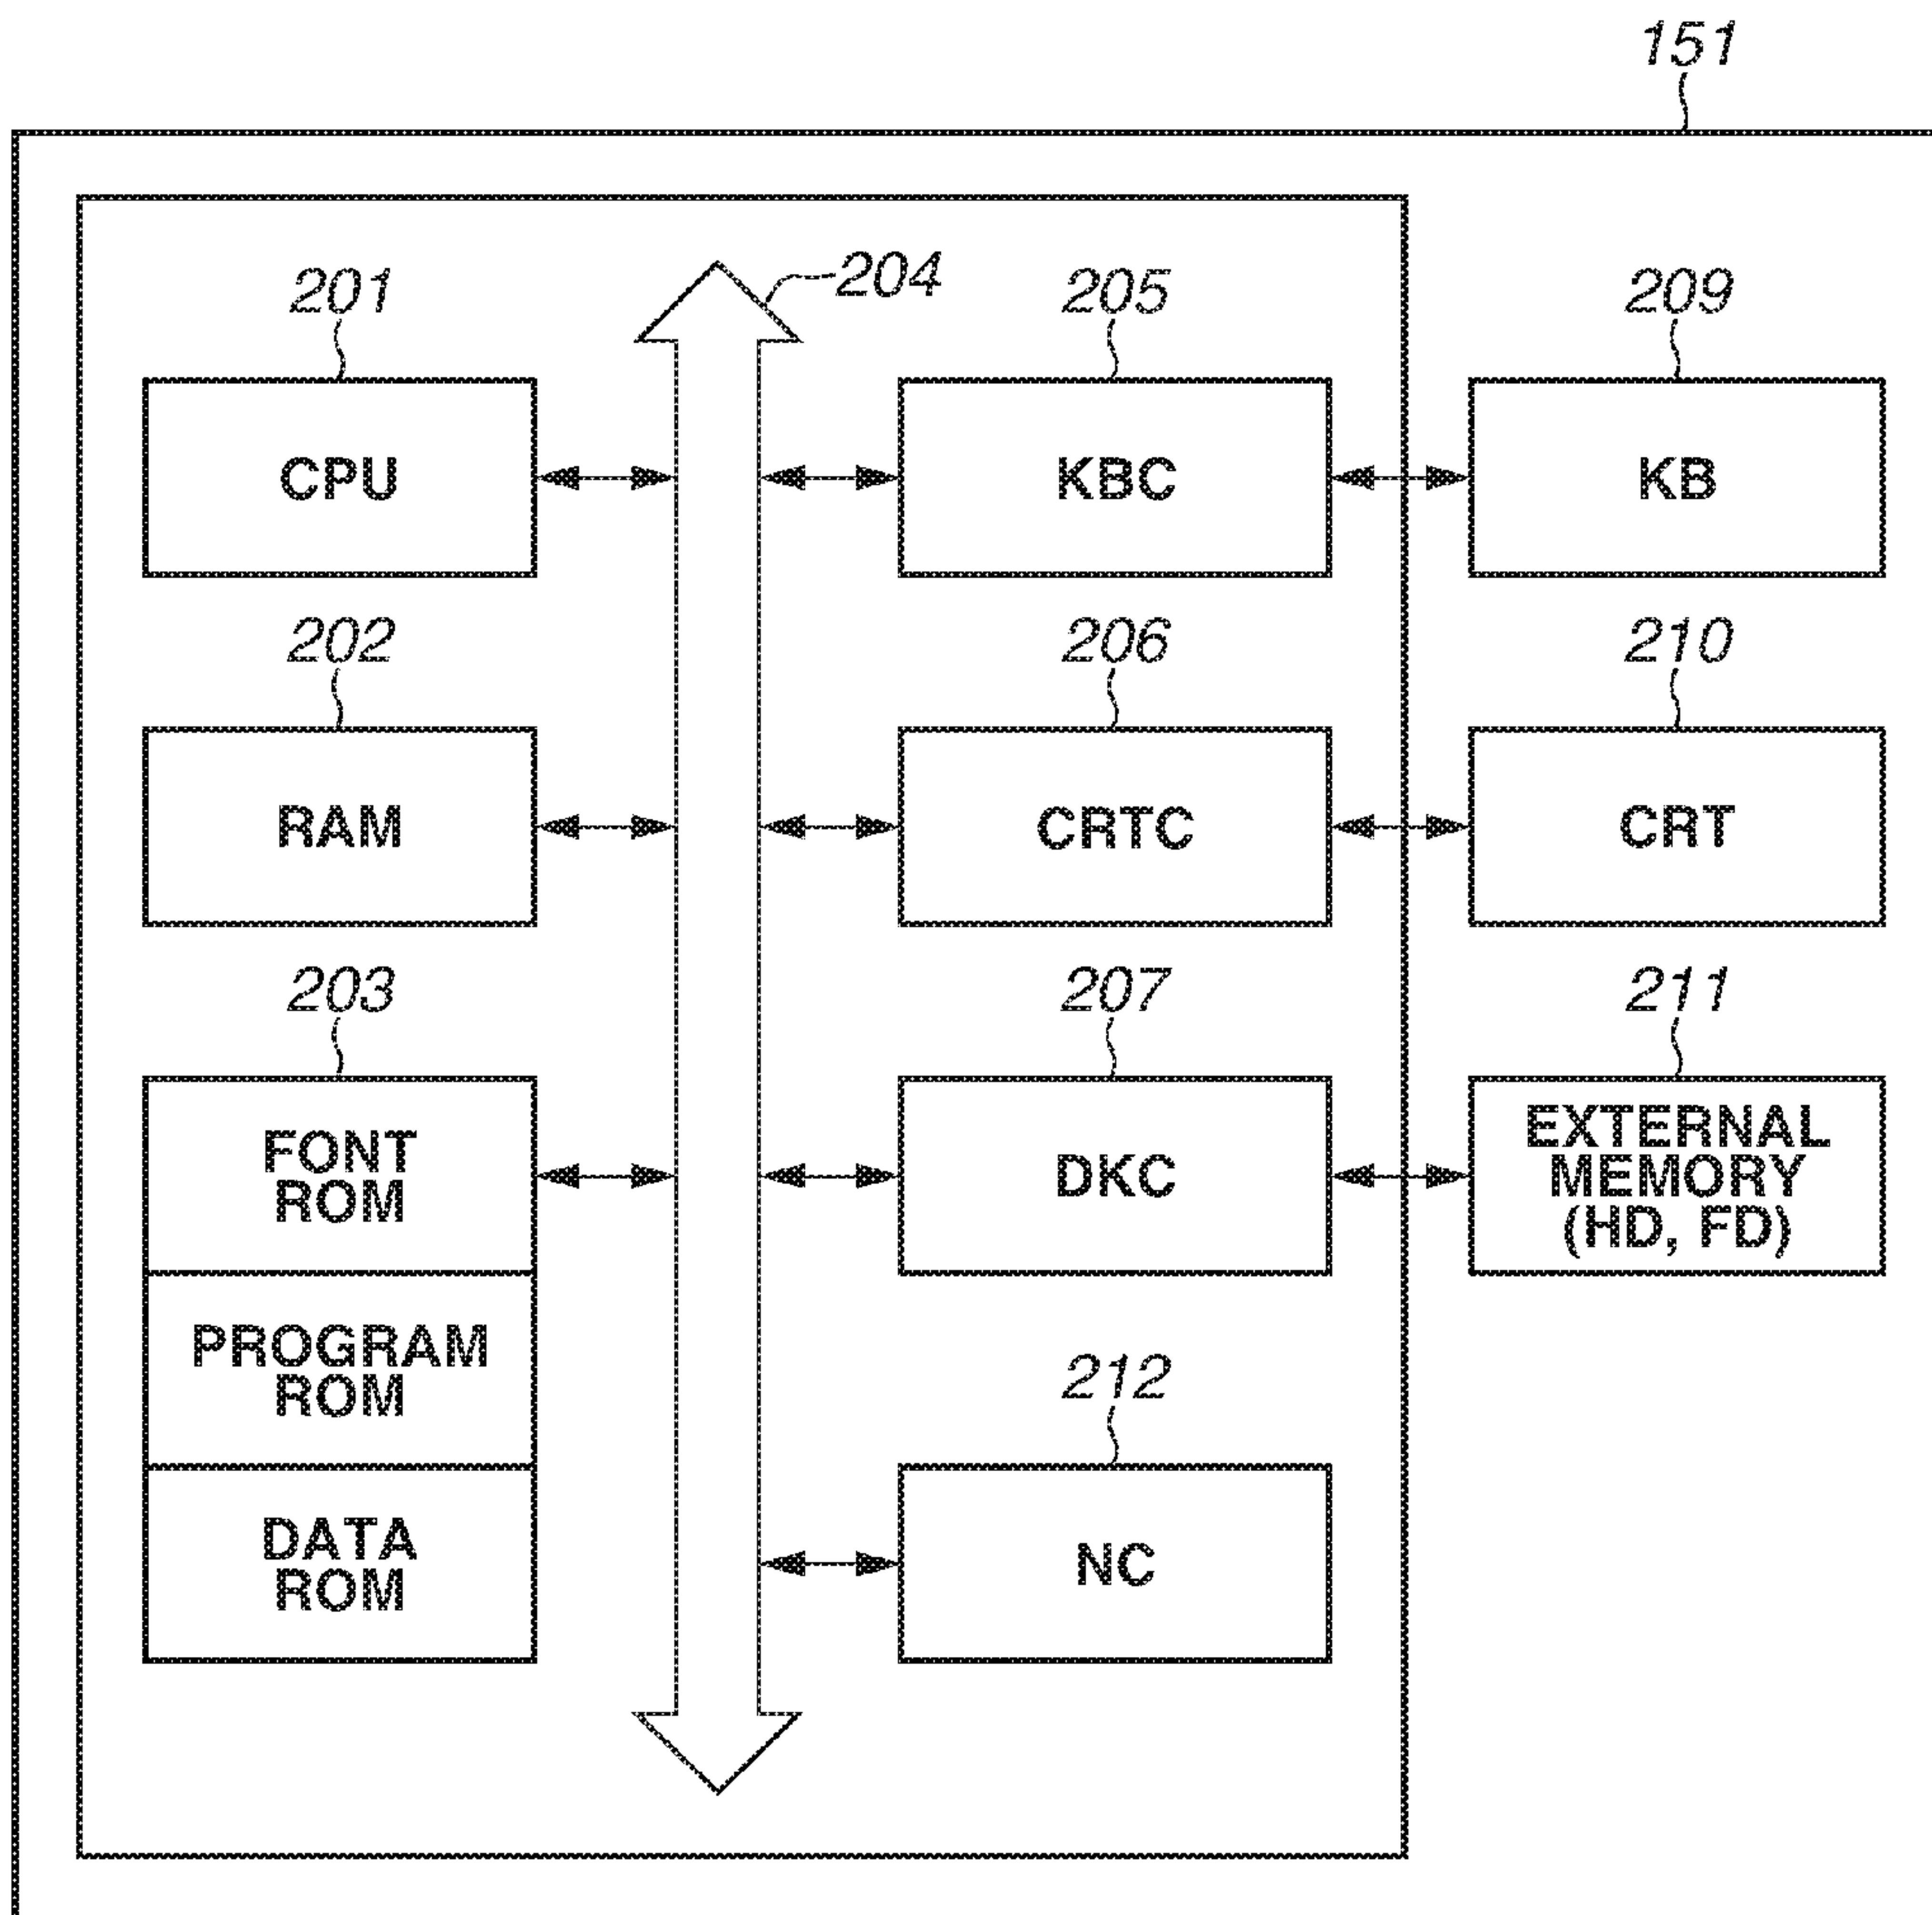 151
204
201
205
209
CPU
KBC
KB
202
206
210
RAM
CRTC
CRT
203
207
211
FONT
ROM
DKC
EXTERNAL
MEMORY
(HD, FD)
PROGRAM
ROM
212
DATA
ROM
NC